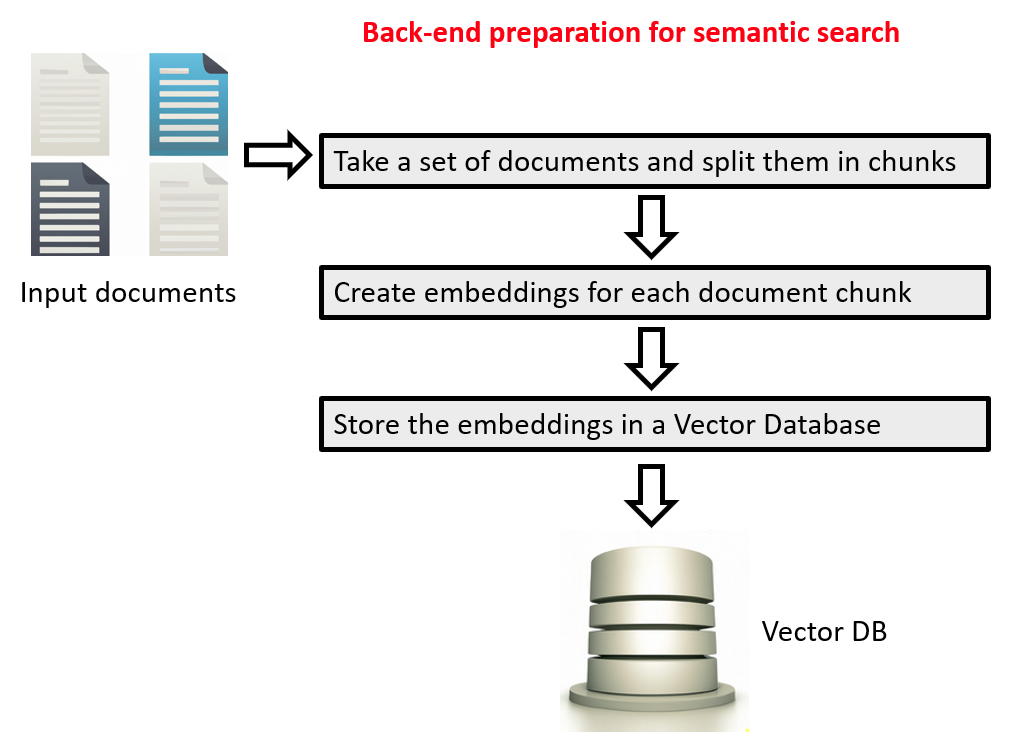 Back-end preparation for semantic search
Take a set of documents and split them in chunks
Input documents
Create embeddings for each document chunk
Store the embeddings in a Vector Database
Vector DB